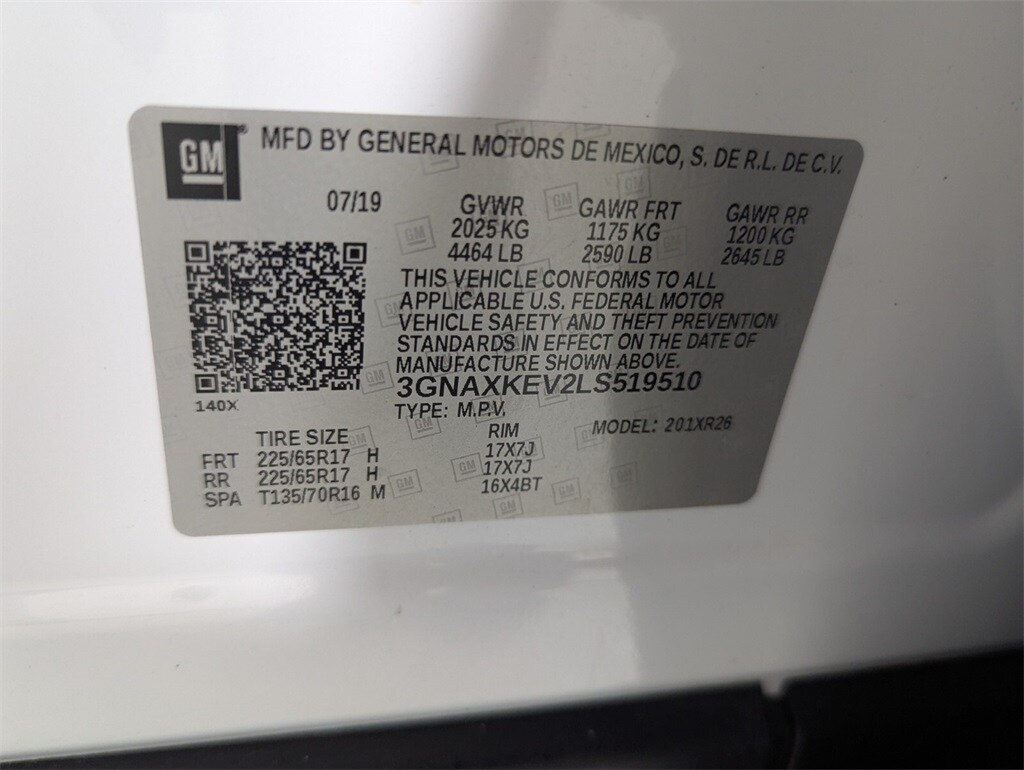 GM ® MFD BY GENERAL MOTORS DE MEXICO, S. DE R.L. DE C.V.
07/19 GVWR GAWR FRT GAWR RR
2025 KG 1175 KG 1200 KG
4464 LB 2590 LB 2645 LB
THIS VEHICLE CONFORMS TO ALL
APPLICABLE U.S. FEDERAL MOTOR
VEHICLE SAFETY AND THEFT PREVENTION
STANDARDS IN EFFECT ON THE DATE OF
MANUFACTURE SHOWN ABOVE.
3GNAXKEV2LS519510
140X
TYPE: M.P.V. MODEL: 201XR26
TIRE SIZE RIM
FRT 225/65R17 H 17X7J
RR 225/65R17 H 17X7J
SPA T135/70R16 M 16X4BT